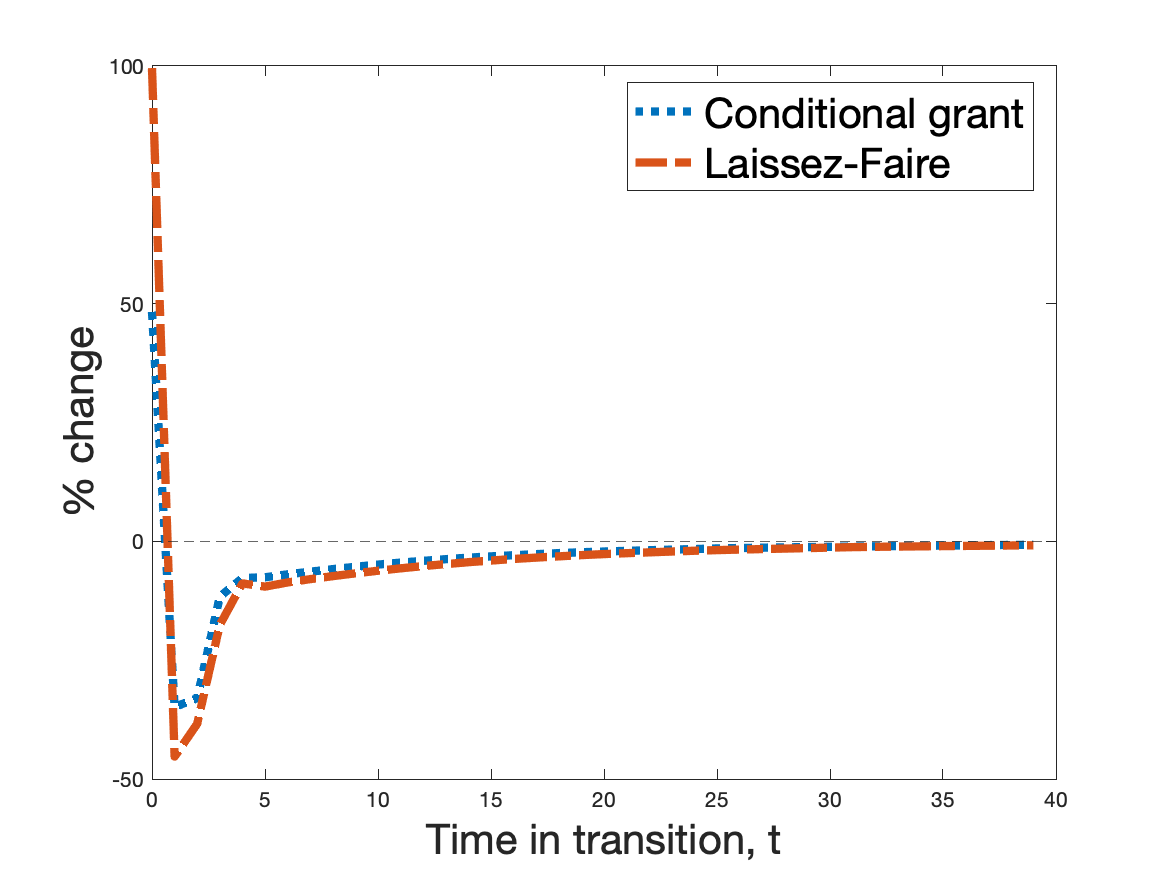 100
50
0
-50
% change
Conditional grant
Laissez-Faire
0 5 10 15 20 25 30 35 40
Time in transition, t